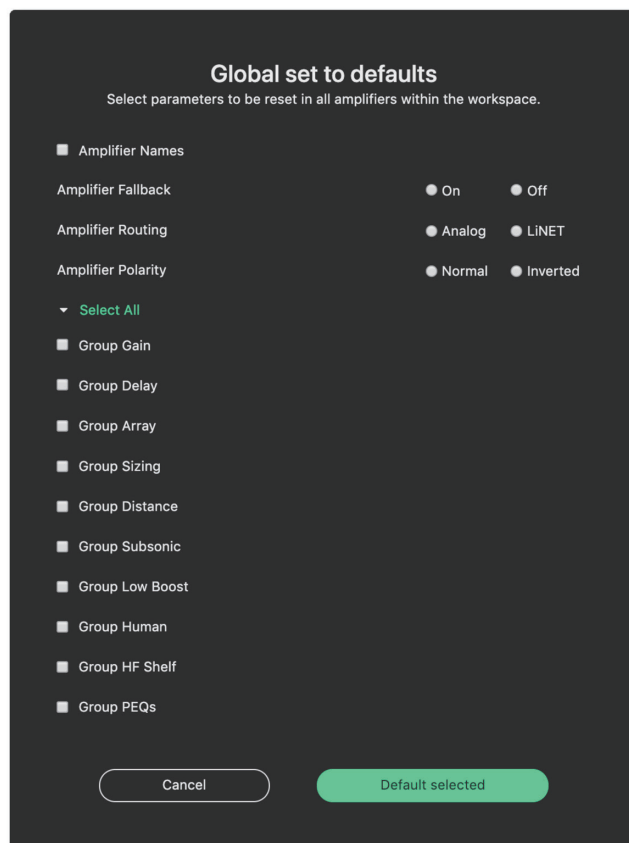 Global set to defaults
Select parameters to be reset in all amplifiers within the workspace.
Amplifier Names
Amplifier Fallback On Off
Amplifier Routing Analog LiNET
Amplifier Polarity Normal Inverted
Select All
Group Gain
Group Delay
Group Array
Group Sizing
Group Distance
Group Subsonic
Group Low Boost
Group Human
Group HF Shelf
Group PEQs
Cancel Default selected